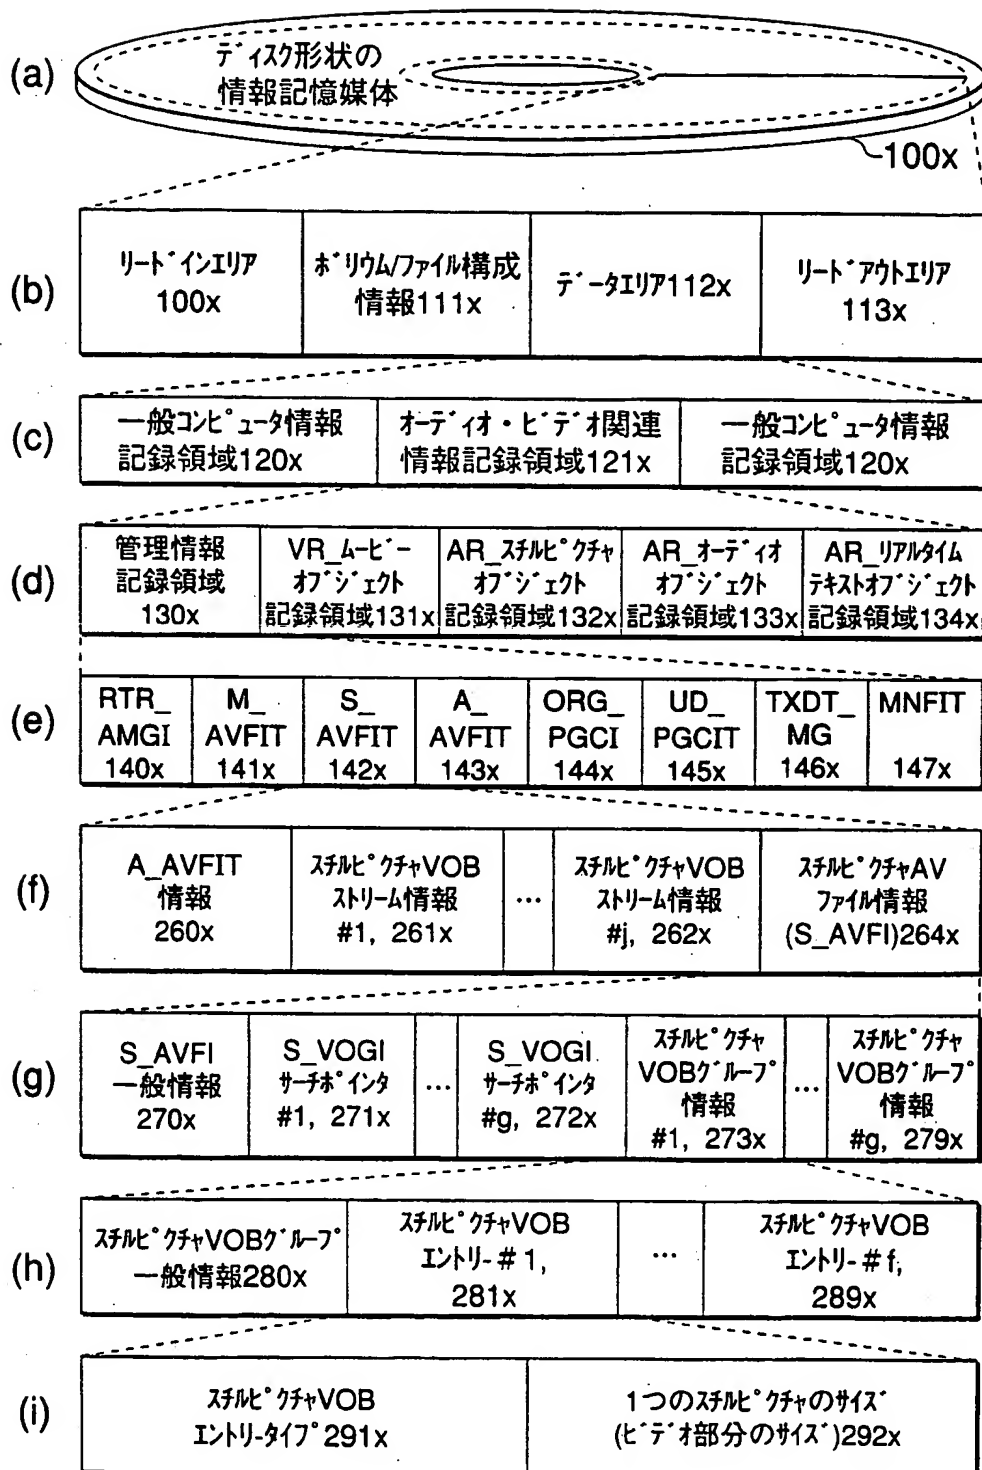 (a)
ディスク形状の
情報記憶媒体
100x
(b)
リードインエリア
100x
ボリウム/ファイル構成
情報111x
データエリア112x
リードアウトエリア
113x
(c)
一般コンピュータ情報
記録領域120x
オーディオ・ビデオ関連
情報記録領域121x
一般コンピュータ情報
記録領域120x
(d)
管理情報
記録領域
130x
VR_ムービー
オブジェクト
記録領域131x
AR_スチルピクチャ
オブジェクト
記録領域132x
AR_オーディオ
オブジェクト
記録領域133x
AR_リアルタイム
テキストオブジェクト
記録領域134x
(e)
RTR_
AMGI
140x
M_
AVFIT
141x
S_
AVFIT
142x
A_
AVFIT
143x
ORG_
PGCI
144x
UD_
PGCIT
145x
TXDT_
MG
146x
MNFIT
147x
(f)
A_AVFIT
情報
260x
スチルピクチャVOB
ストリーム情報
#1, 261x
...
スチルピクチャVOB
ストリーム情報
#j, 262x
スチルピクチャAV
ファイル情報
(S_AVFI)264x
(g)
S_AVFI
一般情報
270x
S_VOGI
サーチポインタ
#1, 271x
...
S_VOGI
サーチポインタ
#g, 272x
スチルピクチャ
VOBグループ
情報
#1, 273x
...
スチルピクチャ
VOBグループ
情報
#g, 279x
(h)
スチルピクチャVOBグループ
一般情報280x
スチルピクチャVOB
エントリー#1,
281x
...
スチルピクチャVOB
エントリー#f,
289x
(i)
スチルピクチャVOB
エントリータイプ291x
1つのスチルピクチャのサイズ
(ビデオ部分のサイズ)292x